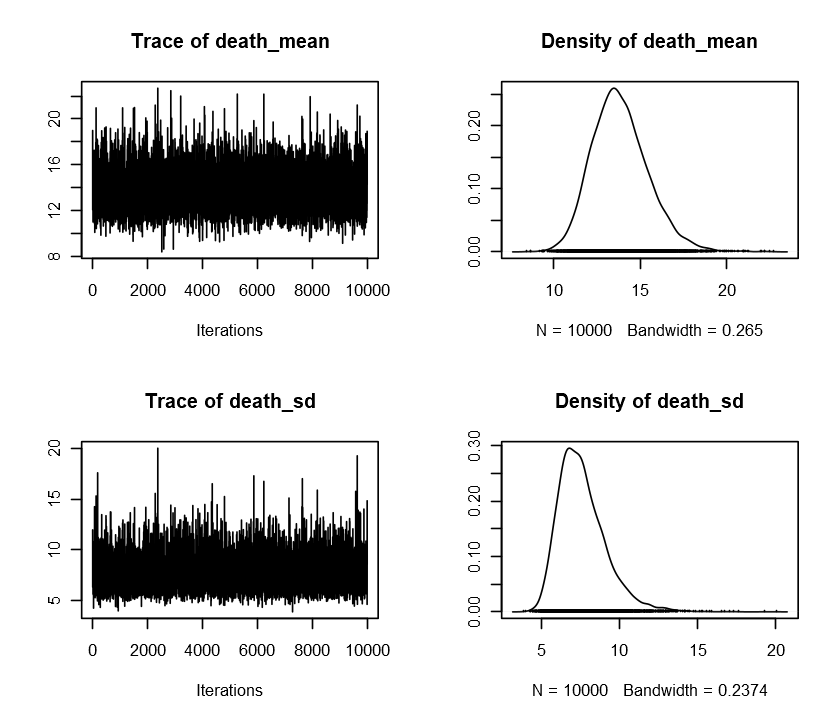 Trace of death_mean
20
16
12
8
0 2000 4000 6000 8000 10000
Iterations
Density of death_mean
0.20
0.10
0.00
10 15 20
N = 10000 Bandwidth = 0.265
Trace of death_sd
20
15
10
5
0 2000 4000 6000 8000 10000
Iterations
Density of death_sd
0.30
0.20
0.10
0.00
5 10 15 20
N = 10000 Bandwidth = 0.2374